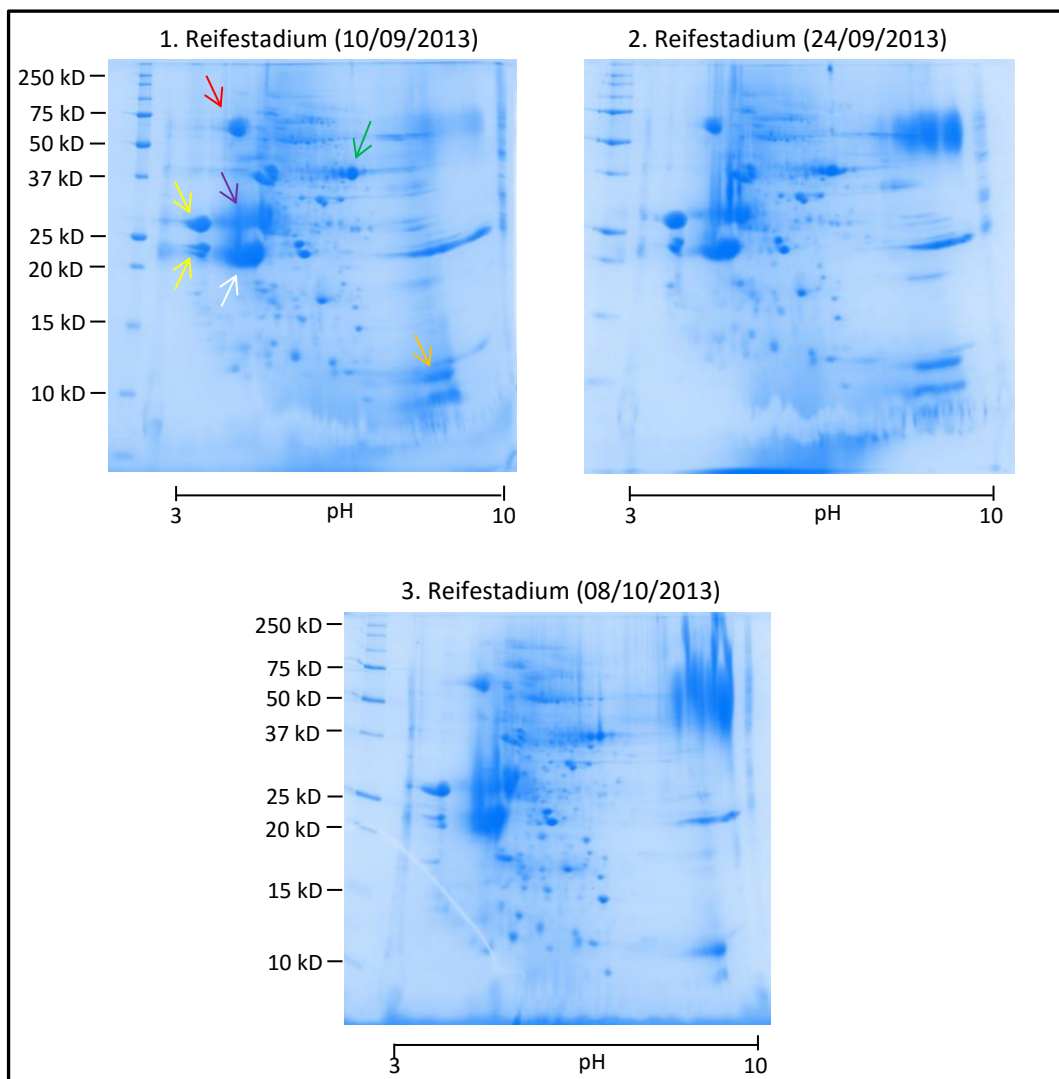 1. Reifestadium (10/09/2013)
2. Reifestadium (24/09/2013)
250 kD
75 kD
50 kD
37 kD
25 kD
20 kD
15 kD
10 kD
3
pH
10
3
pH
10
3. Reifestadium (08/10/2013)
250 kD
75 kD
50 kD
37 kD
25 kD
20 kD
15 kD
10 kD
3
pH
10